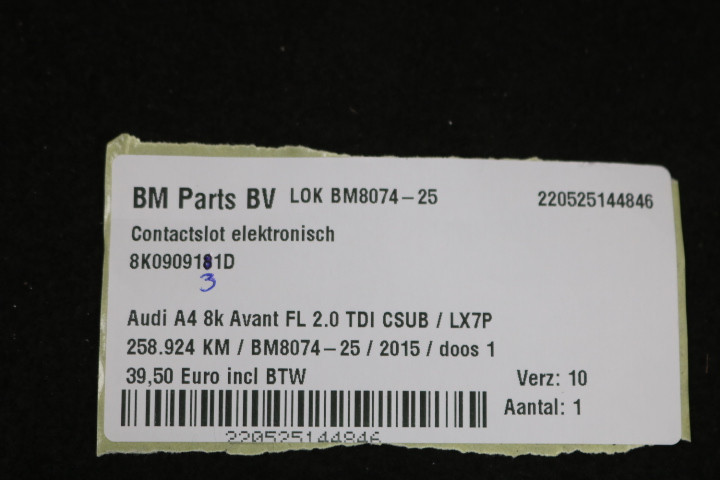 BM Parts BV LOK BM8074-25 220525144846
Contactslot elektronisch
8K0909181D
3
Audi A4 8k Avant FL 2.0 TDI CSUB / LX7P
258.924 KM / BM8074-25 / 2015 / doos 1
39,50 Euro incl BTW Verz: 10
Aantal: 1
220525144846